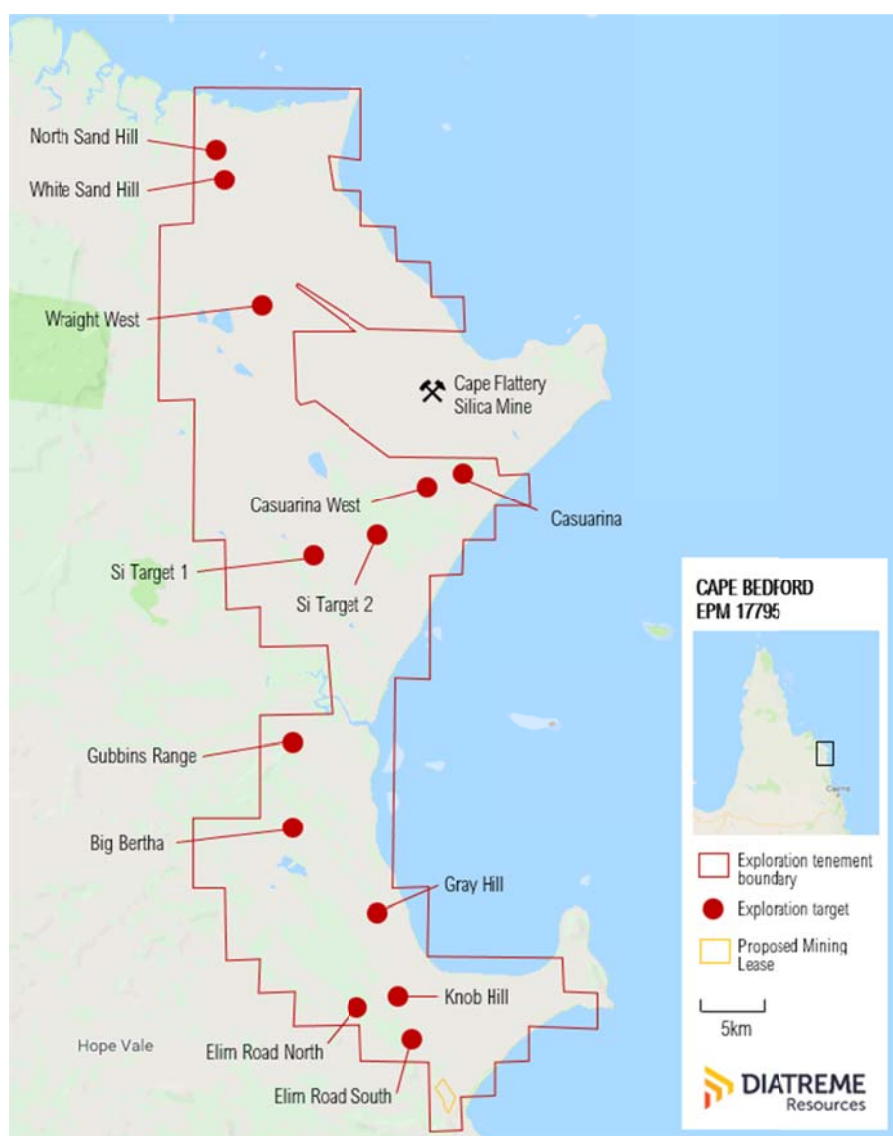 North Sand Hill
White Sand Hill
Wraight West
Cape Flattery
Silica Mine
Casuarina West
Casuarina
Si Target 1
Si Target 2
CAPE BEDFORD
EPM 17795
Cairns
Gubbins Range
Big Bertha
Gray Hill
Exploration tenement
boundary
Exploration target
Proposed Mining
Lease
Knob Hill
5km
Hope Vale
Elim Road North
Elim Road South
DIATREME
Resources